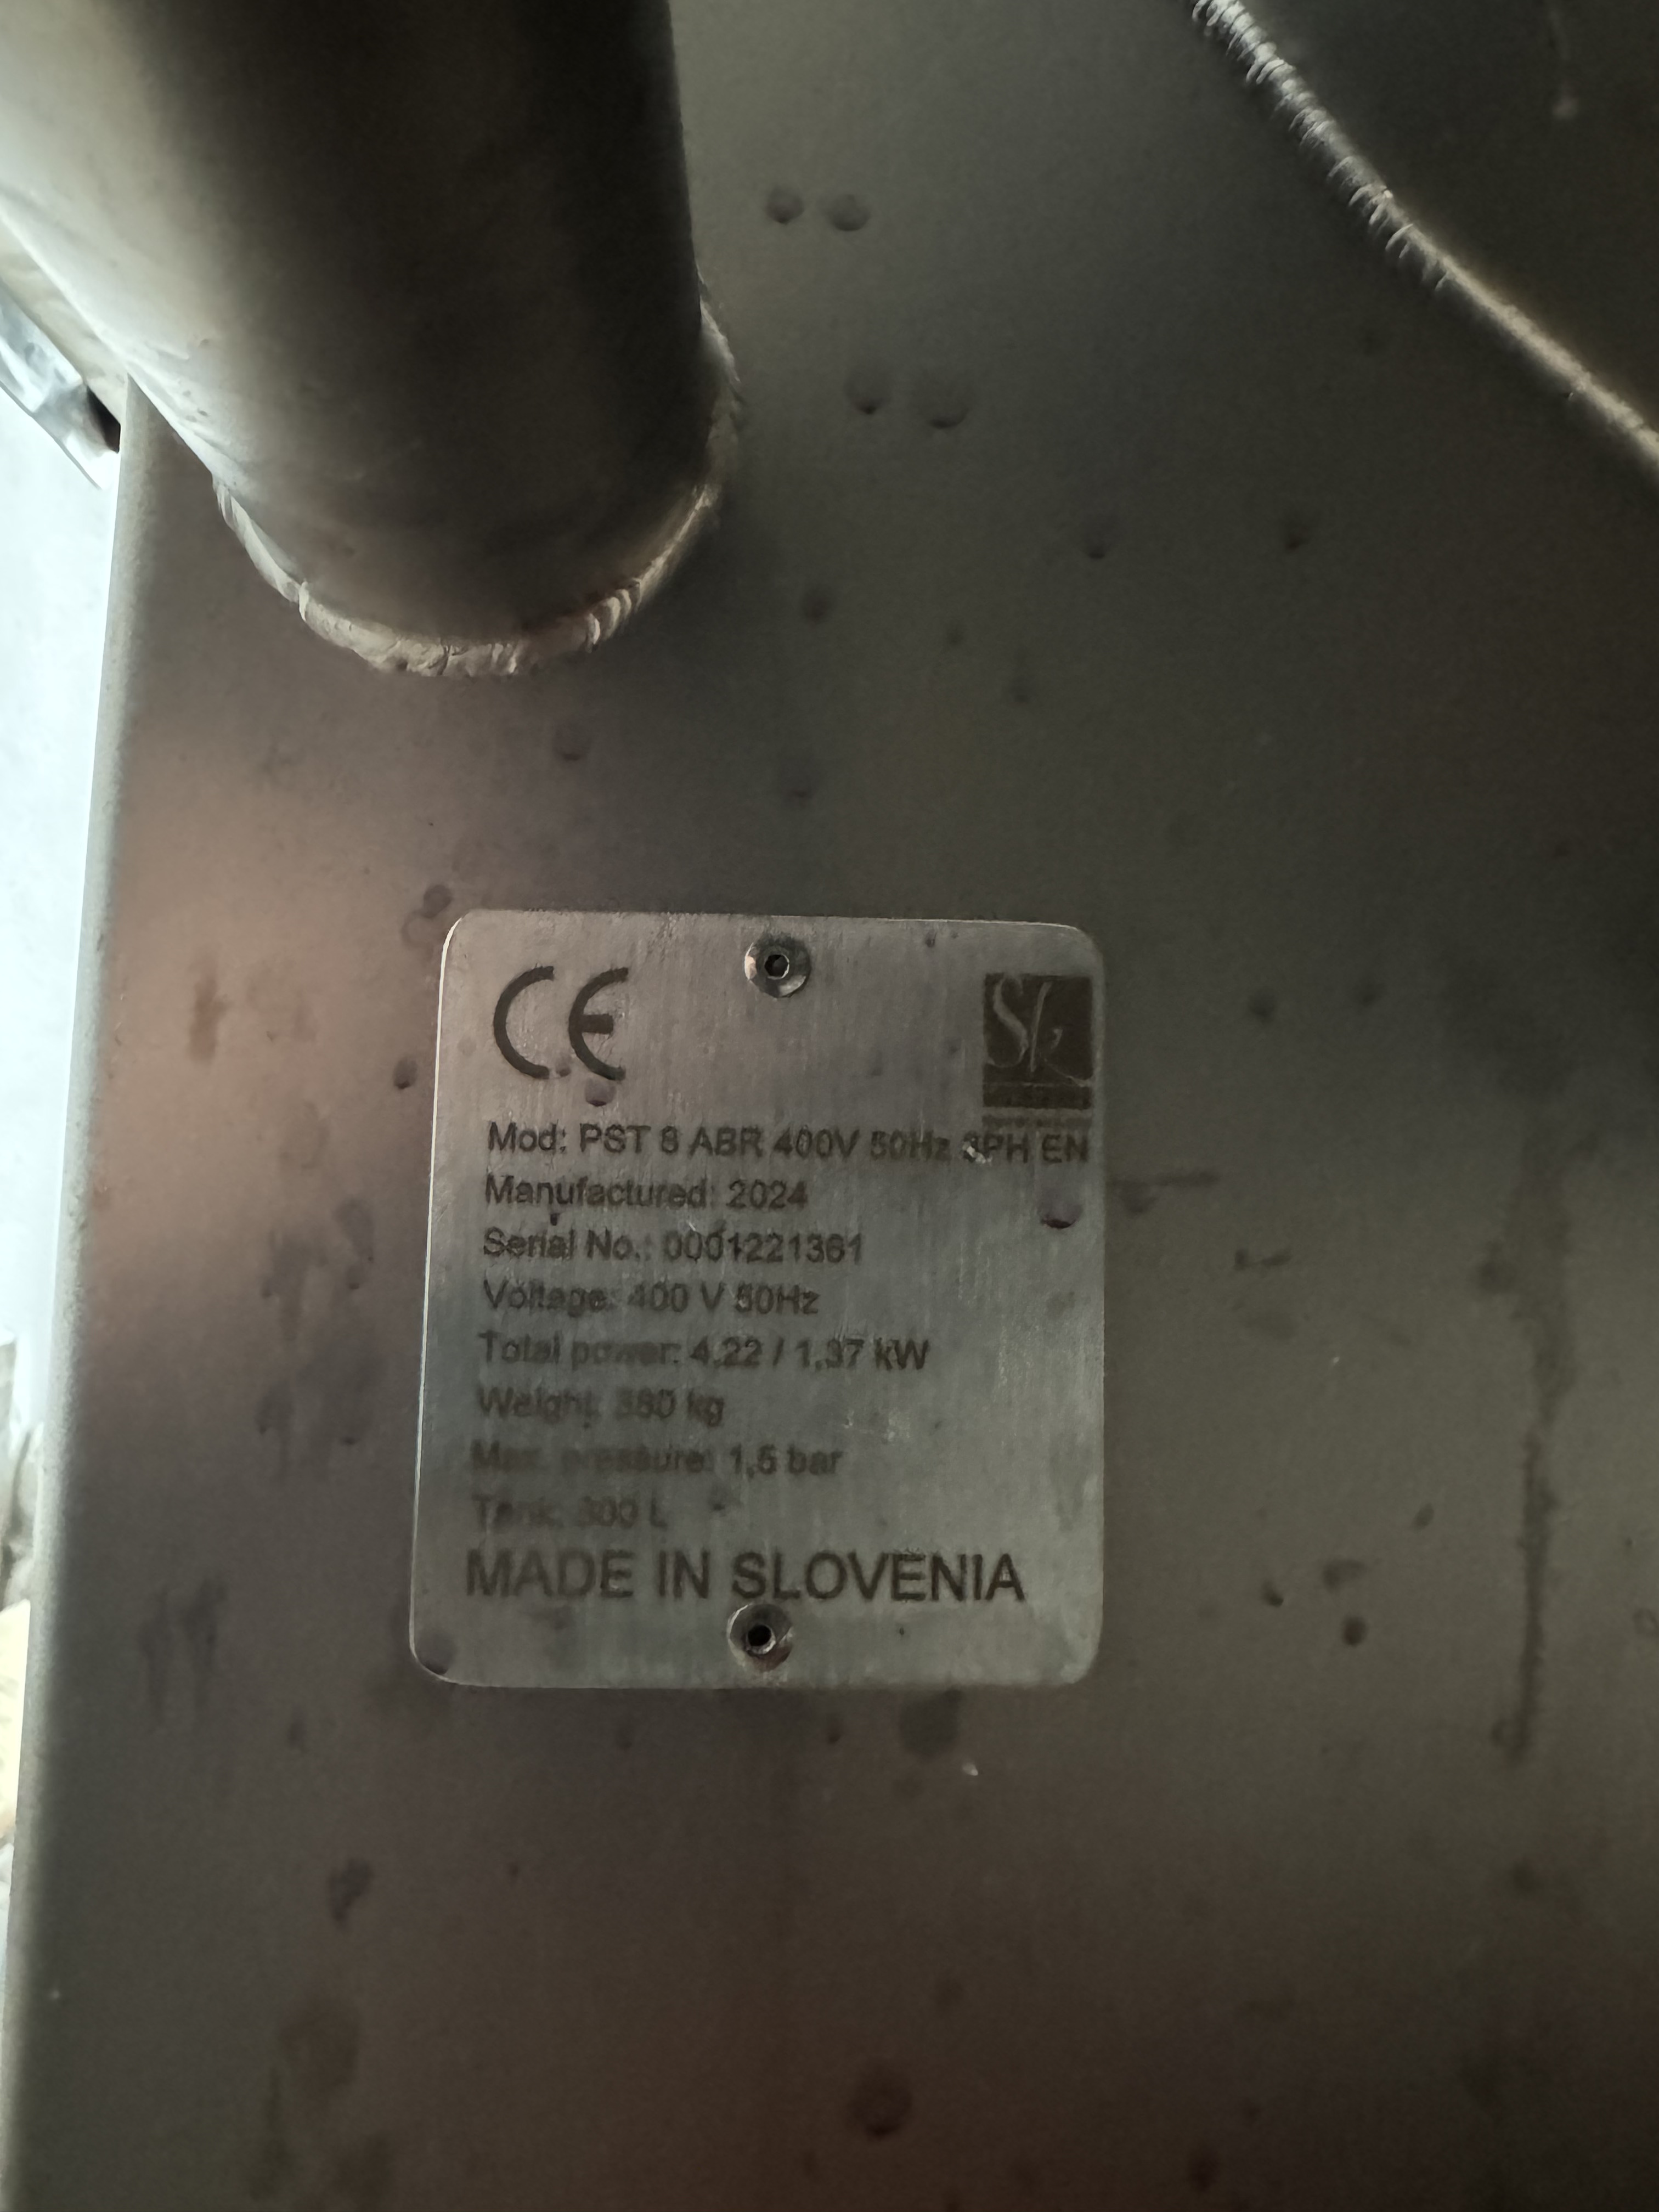 CE
SK
Mod: PST 8 ABR 400V 50Hz 3PH EN
Manufactured: 2024
Serial No.: 0001221361
Voltage: 400 V 50Hz
Total power: 4,22 / 1,37 kW
Weight: 380 kg
Max. pressure: 1,5 bar
Tank: 300 L
MADE IN SLOVENIA